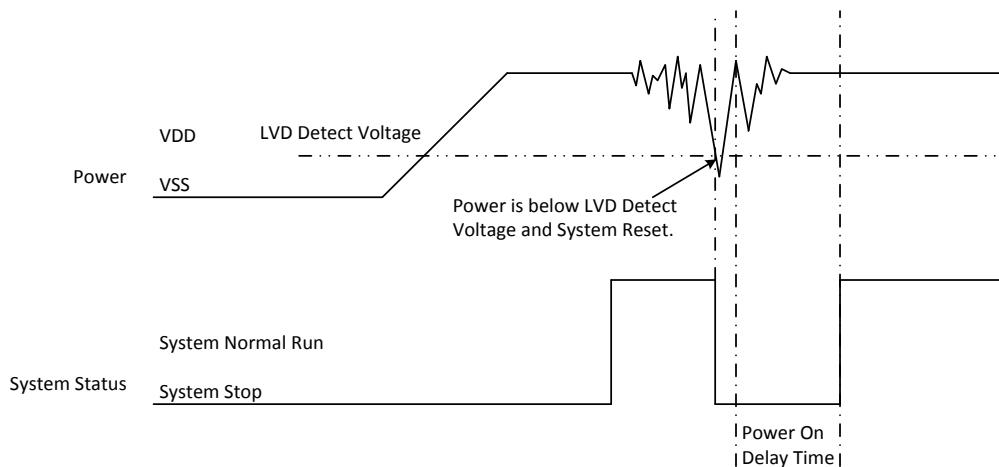 VDD
LVD Detect Voltage
Power
VSS
Power is below LVD Detect
Voltage and System Reset.
System Normal Run
System Status
System Stop
Power On
Delay Time